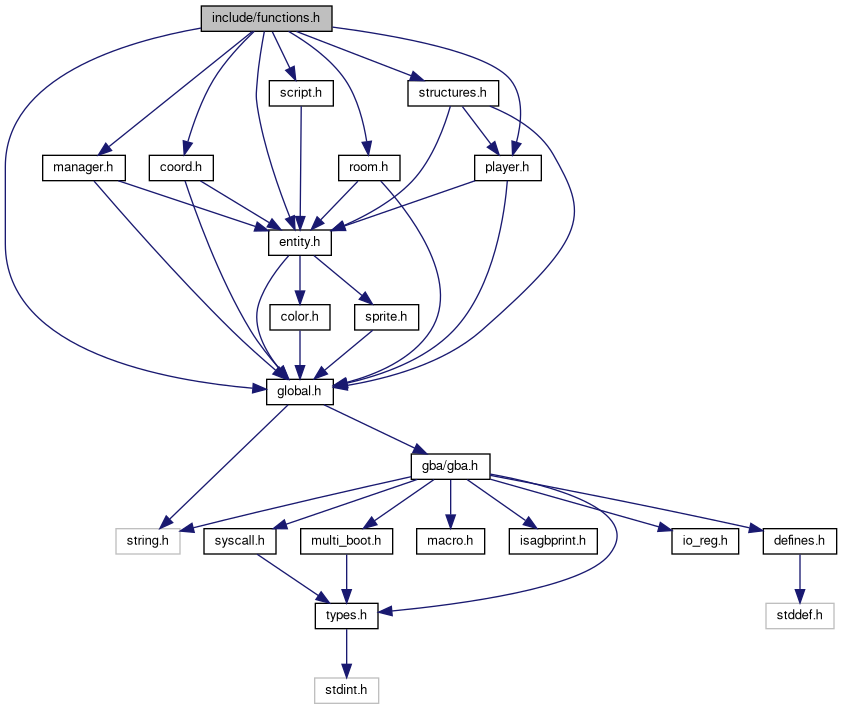 include/functions.h
script.h
structures.h
manager.h
coord.h
room.h
player.h
entity.h
color.h
sprite.h
global.h
gba/gba.h
string.h
syscall.h
multi_boot.h
macro.h
isagbprint.h
io_reg.h
defines.h
types.h
stddef.h
stdint.h